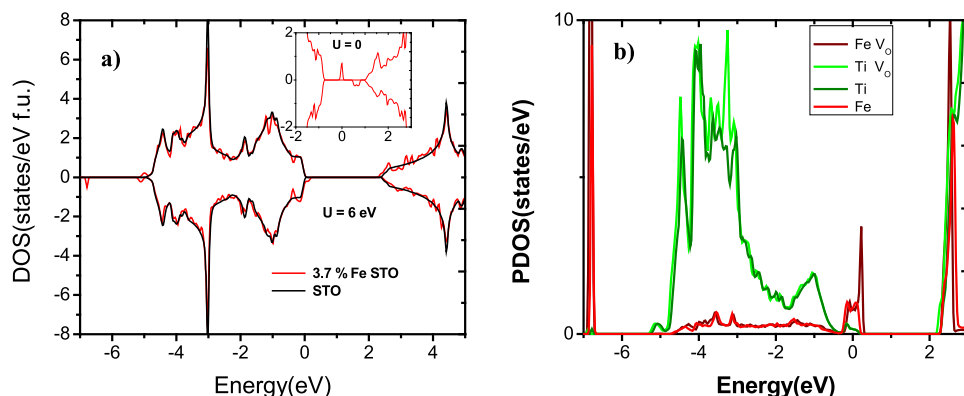 a)
8
6
4
2
0
-2
-4
-6
-8
DOS(states/eV f.u.)
-6
-4
-2
0
2
4
Energy(eV)
U = 0
2
0
-2
-2
0
2
U = 6 eV
3.7 % Fe STO
STO
b)
10
0
PDOS(states/eV)
-6
-4
-2
0
2
Energy(eV)
Fe V_O
Ti V_O
Ti
Fe